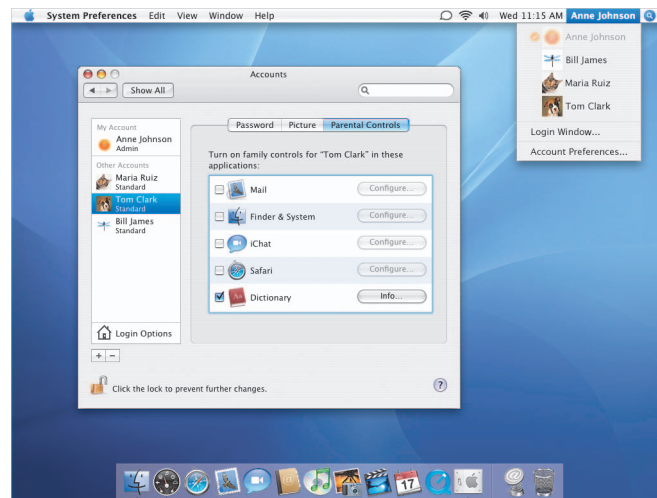 System Preferences Edit View Window Help Wed 11:15 AM Anne Johnson
Anne Johnson
Bill James
Maria Ruiz
Tom Clark
Login Window...
Account Preferences...
Accounts
Show All
Password Picture Parental Controls
My Account
Anne Johnson
Admin
Other Accounts
Maria Ruiz
Standard
Tom Clark
Standard
Bill James
Standard
Login Options
+ −
Turn on family controls for "Tom Clark" in these
applications:
Mail Configure...
Finder & System Configure...
iChat Configure...
Safari Configure...
Aa Dictionary Info...
Click the lock to prevent further changes.
?
17